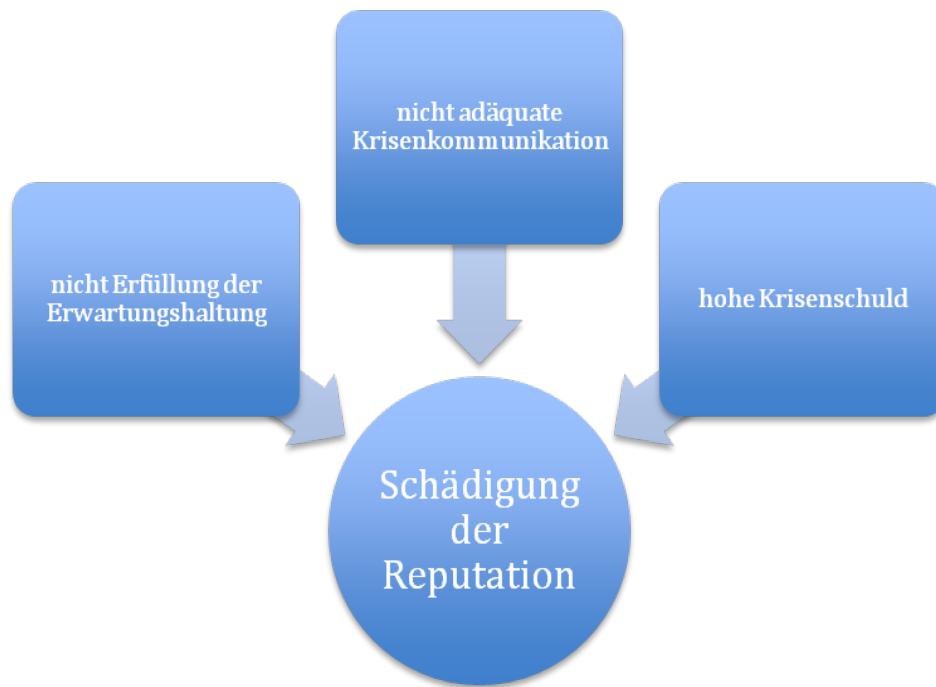 nicht adäquate
Krisenkommunikation
nicht Erfüllung der
Erwartungshaltung
hohe Krisenschuld
Schädigung
der
Reputation